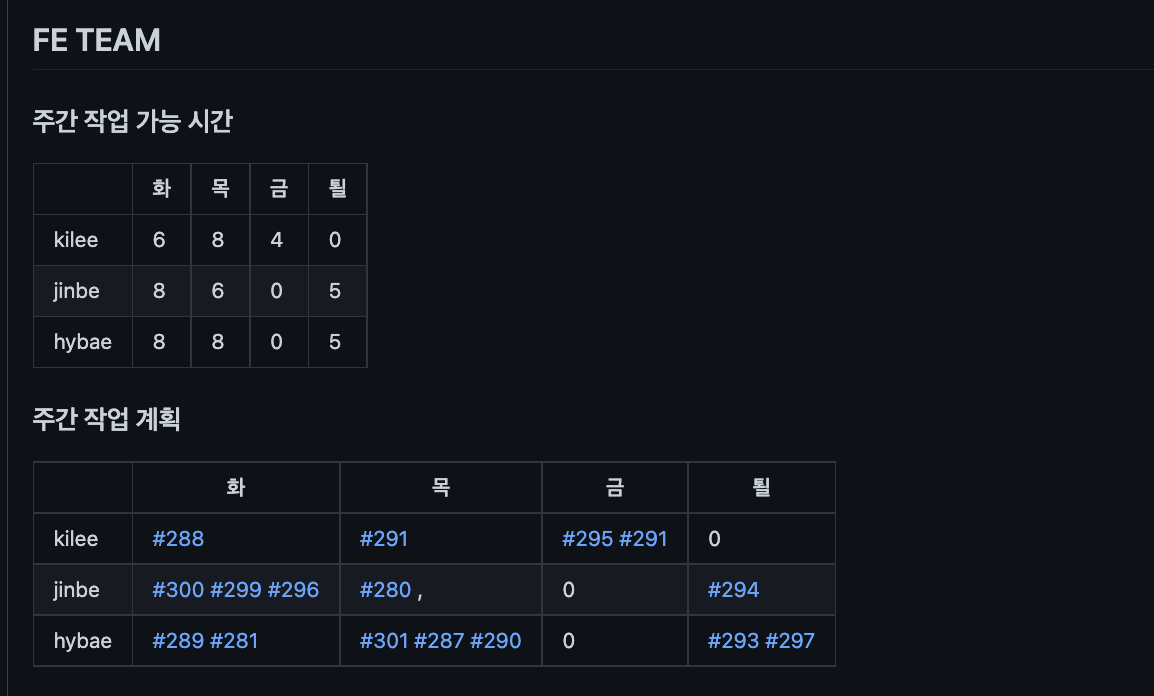 FE TEAM
주간 작업 가능 시간
화 목 금 툍
kilee 6 8 4 0
jinbe 8 6 0 5
hybae 8 8 0 5
주간 작업 계획
화 목 금 툍
kilee #288 #291 #295 #291 0
jinbe #300 #299 #296 #280 , 0 #294
hybae #289 #281 #301 #287 #290 0 #293 #297